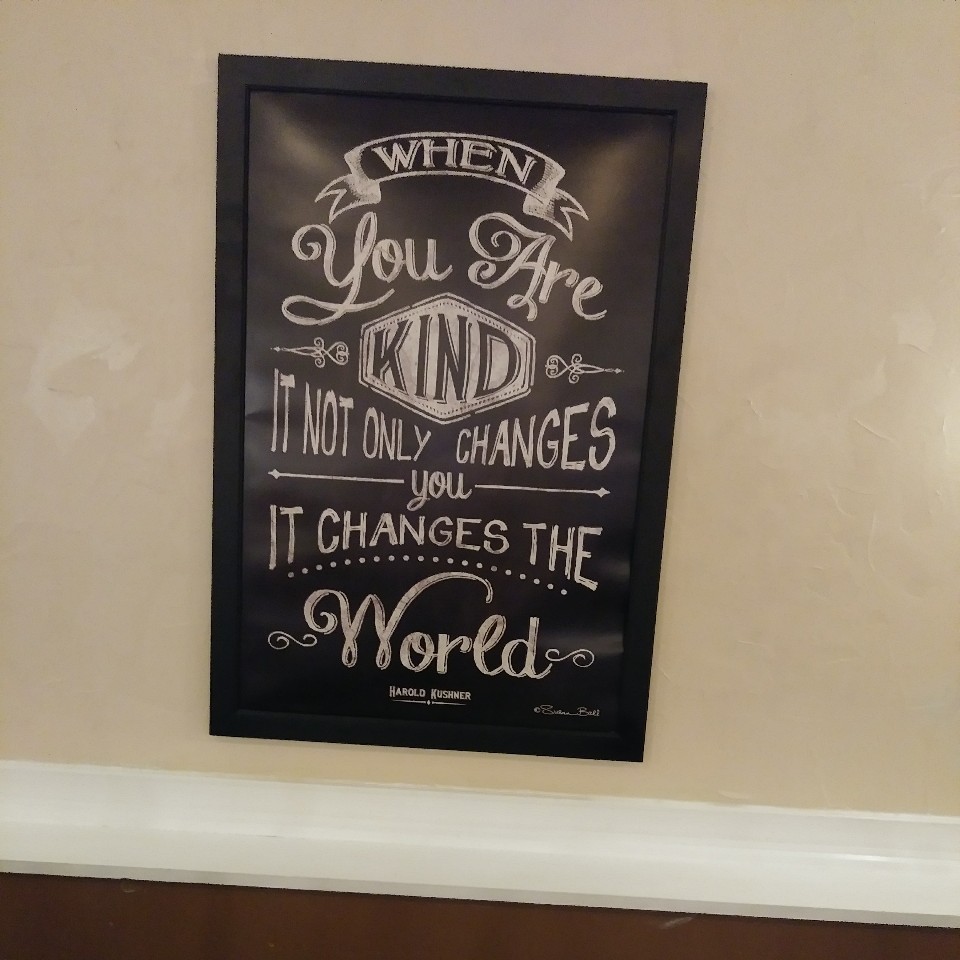 WHEN
You Are
KIND
IT NOT ONLY CHANGES
you
IT CHANGES THE
World
HAROLD KUSHNER
© Susan Ball